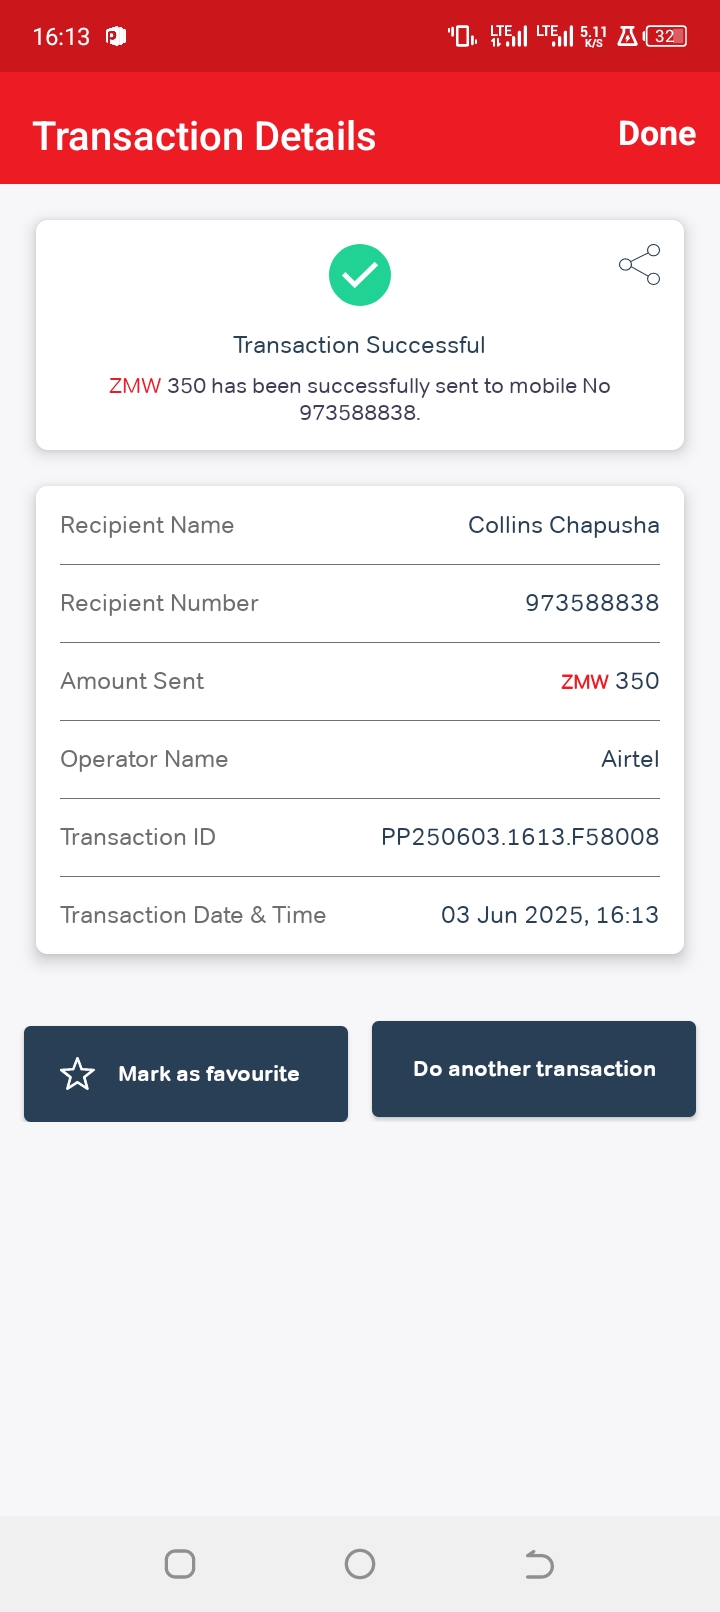 16:13 LTE LTE 5.11 K/S 32
Transaction Details Done
Transaction Successful
ZMW 350 has been successfully sent to mobile No
973588838.
Recipient Name Collins Chapusha
Recipient Number 973588838
Amount Sent ZMW 350
Operator Name Airtel
Transaction ID PP250603.1613.F58008
Transaction Date & Time 03 Jun 2025, 16:13
Mark as favourite Do another transaction